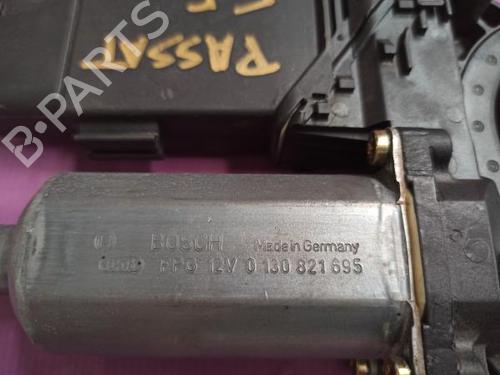 PASSAT
B-PARTS
BOSCH Made in Germany
12V 0 130 821 695